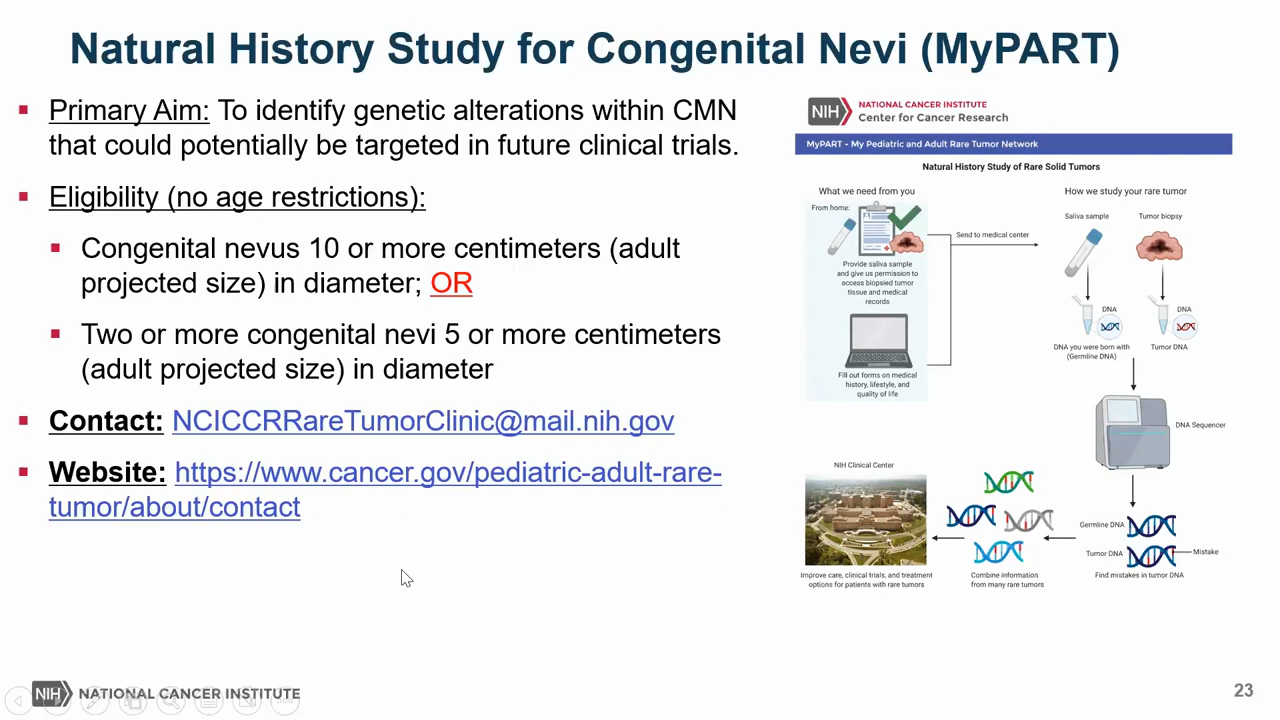 Natural History Study for Congenital Nevi (MyPART)
Primary Aim: To identify genetic alterations within CMN
that could potentially be targeted in future clinical trials.
Eligibility (no age restrictions):
Congenital nevus 10 or more centimeters (adult
projected size) in diameter; OR
Two or more congenital nevi 5 or more centimeters
(adult projected size) in diameter
Contact: NCICCRRareTumorClinic@mail.nih.gov
Website: https://www.cancer.gov/pediatric-adult-rare-
tumor/about/contact
NIH
NATIONAL CANCER INSTITUTE
Center for Cancer Research
MyPART – My Pediatric and Adult Rare Tumor Network
Natural History Study of Rare Solid Tumors
What we need from you
From home:
Provide saliva sample
and give us permission to
access biopsied tumor
tissue and medical
records
Fill out forms on medical
history, lifestyle, and
quality of life
Send to medical center
How we study your rare tumor
Saliva sample
Tumor biopsy
DNA
DNA
DNA you were born with
(Germline DNA)
Tumor DNA
DNA Sequencer
Germline DNA
Tumor DNA
Mistake
Find mistakes in tumor DNA
Combine information
from many rare tumors
NIH Clinical Center
Improve care, clinical trials, and treatment
options for patients with rare tumors
NIH NATIONAL CANCER INSTITUTE
23